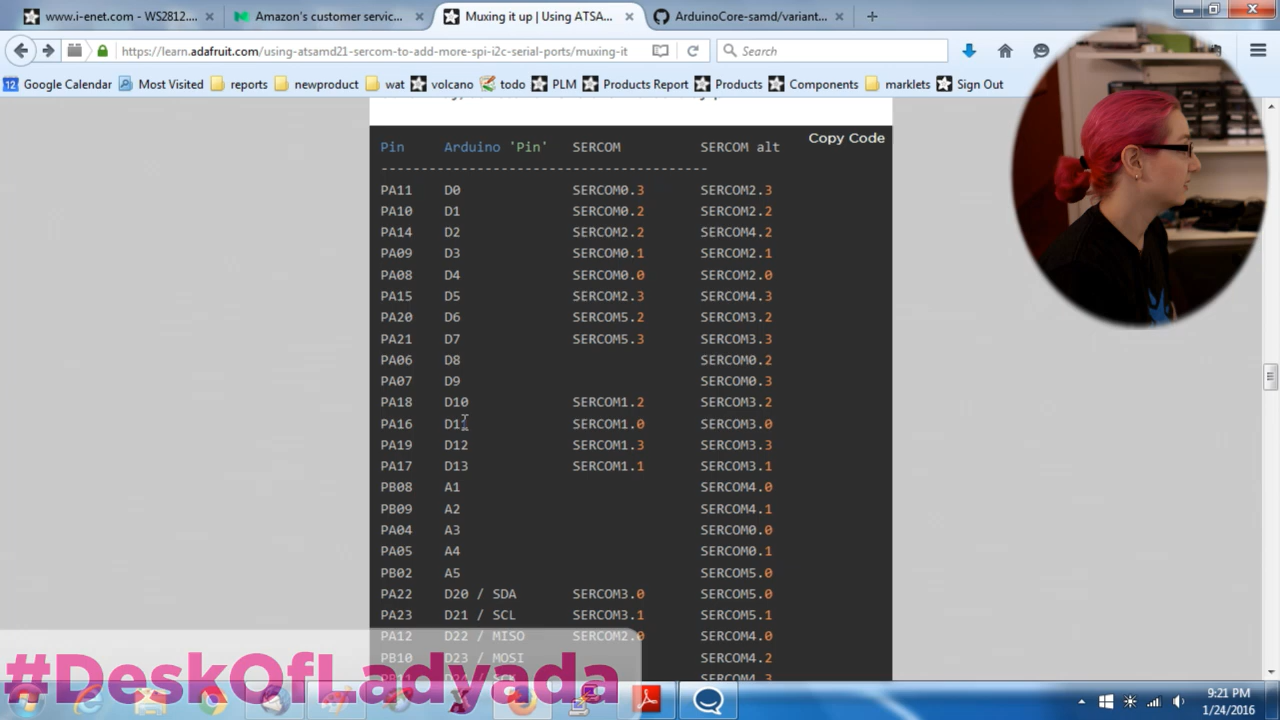 www.i-enet.com - WS2812.... × Amazon's customer servic... × Muxing it up | Using ATSA... × ArduinoCore-samd/variant... × +
https://learn.adafruit.com/using-atsamd21-sercom-to-add-more-spi-i2c-serial-ports/muxing-it Search
12 Google Calendar Most Visited reports newproduct wat volcano todo PLM Products Report Products Components marklets Sign Out
Copy Code
Pin Arduino 'Pin' SERCOM SERCOM alt
-----------------------------------------
PA11 D0 SERCOM0.3 SERCOM2.3
PA10 D1 SERCOM0.2 SERCOM2.2
PA14 D2 SERCOM2.2 SERCOM4.2
PA09 D3 SERCOM0.1 SERCOM2.1
PA08 D4 SERCOM0.0 SERCOM2.0
PA15 D5 SERCOM2.3 SERCOM4.3
PA20 D6 SERCOM5.2 SERCOM3.2
PA21 D7 SERCOM5.3 SERCOM3.3
PA06 D8 SERCOM0.2
PA07 D9 SERCOM0.3
PA18 D10 SERCOM1.2 SERCOM3.2
PA16 D11 SERCOM1.0 SERCOM3.0
PA19 D12 SERCOM1.3 SERCOM3.3
PA17 D13 SERCOM1.1 SERCOM3.1
PB08 A1 SERCOM4.0
PB09 A2 SERCOM4.1
PA04 A3 SERCOM0.0
PA05 A4 SERCOM0.1
PB02 A5 SERCOM5.0
PA22 D20 / SDA SERCOM3.0 SERCOM5.0
PA23 D21 / SCL SERCOM3.1 SERCOM5.1
PA12 D22 / MISO SERCOM2.0 SERCOM4.0
PB10 D23 / MOSI SERCOM4.2
#DeskOfLadyada
9:21 PM
1/24/2016